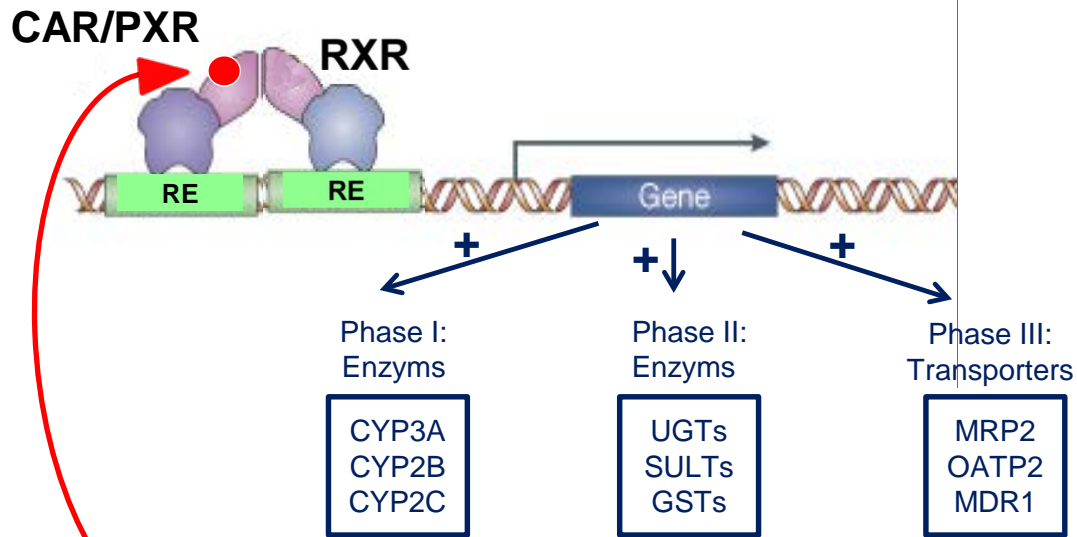 CAR/PXR
RXR
RE
RE
Gene
+
+
+
Phase I:
Enzyms
Phase II:
Enzyms
Phase III:
Transporters
CYP3A
CYP2B
CYP2C
UGTs
SULTs
GSTs
MRP2
OATP2
MDR1